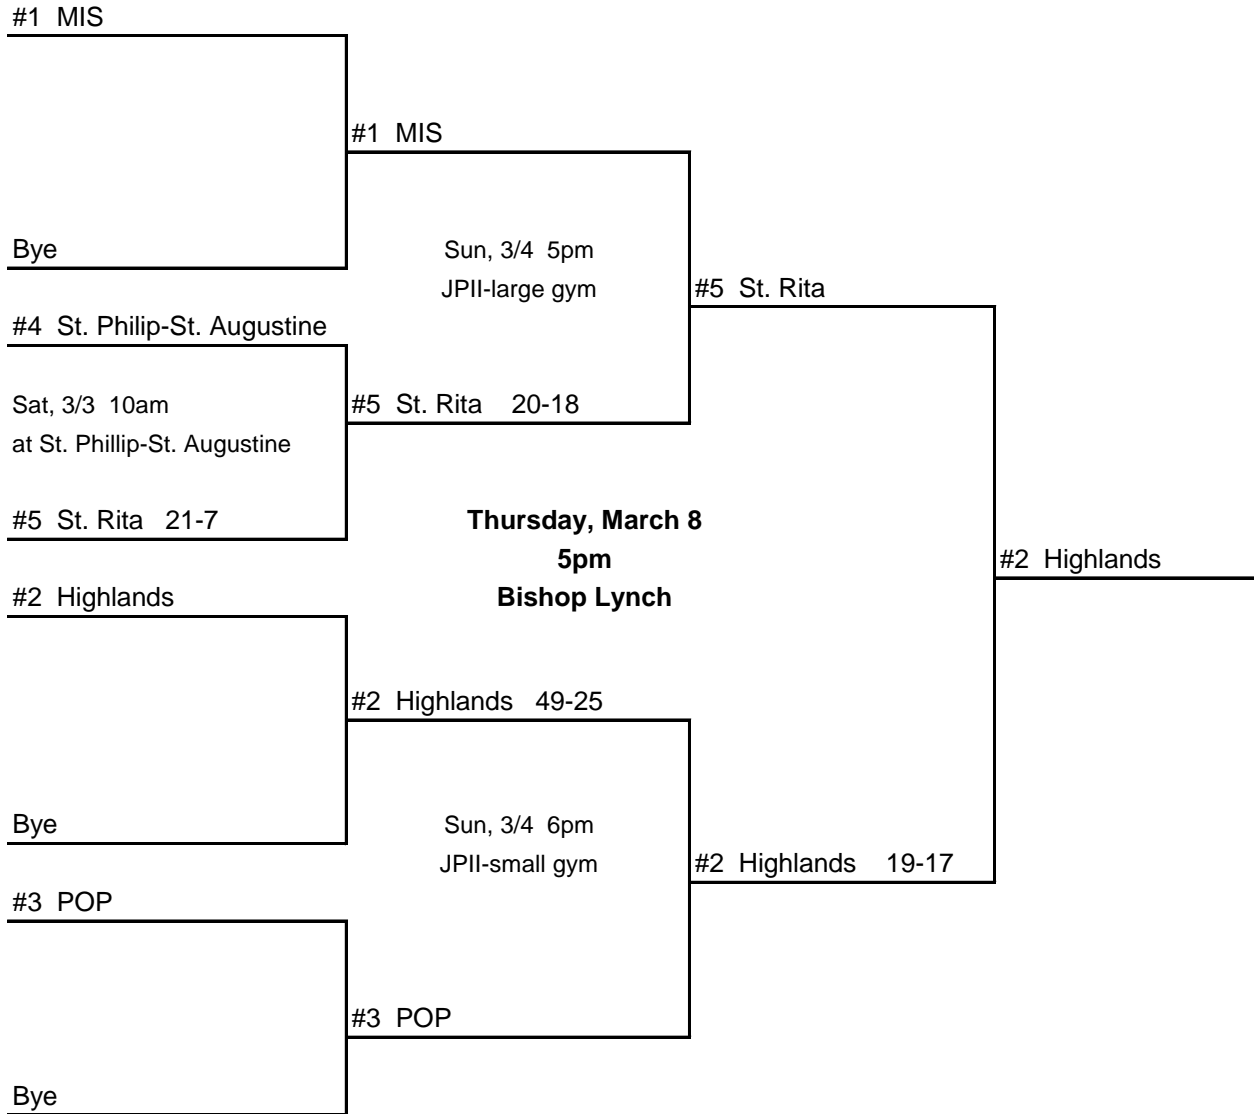 #1 MIS
#1 MIS
Bye
Sun, 3/4 5pm
JPII-large gym
#5 St. Rita
#4 St. Philip-St. Augustine
Sat, 3/3 10am
at St. Phillip-St. Augustine
#5 St. Rita 20-18
#5 St. Rita 21-7
Thursday, March 8
5pm
Bishop Lynch
#2 Highlands
#2 Highlands
#2 Highlands 49-25
Bye
Sun, 3/4 6pm
JPII-small gym
#2 Highlands 19-17
#3 POP
#3 POP
Bye